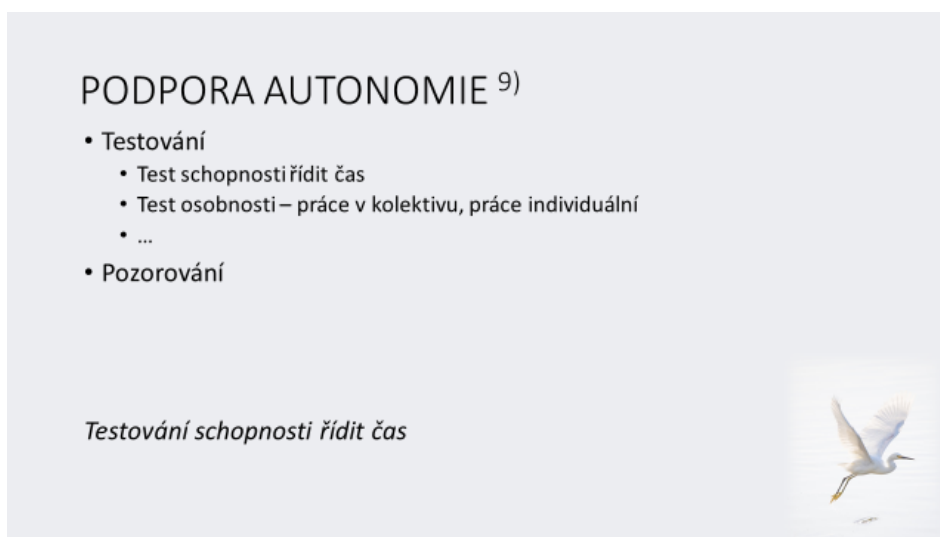 PODPORA AUTONOMIE 9)
• Testování
• Test schopnosti řídit čas
• Test osobnosti – práce v kolektivu, práce individuální
• …
• Pozorování
Testování schopnosti řídit čas